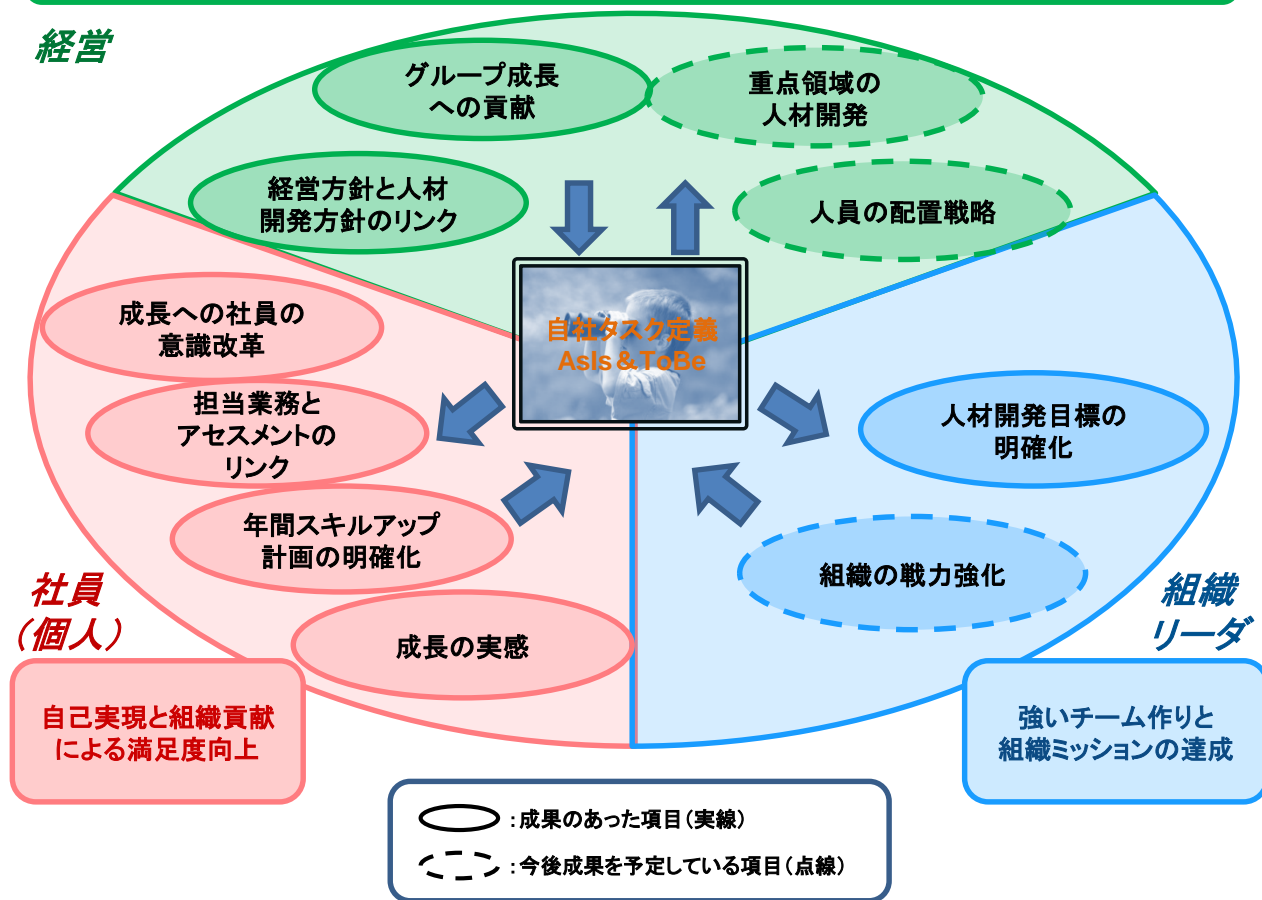 経営
グループ成長
への貢献
重点領域の
人材開発
経営方針と人材
開発方針のリンク
人員の配置戦略
自社タスク定義
AsIs＆ToBe
成長への社員の
意識改革
担当業務と
アセスメントの
リンク
年間スキルアップ
計画の明確化
成長の実感
人材開発目標の
明確化
組織の戦力強化
社員
（個人）
自己実現と組織貢献
による満足度向上
組織
リーダ
強いチーム作りと
組織ミッションの達成
：成果のあった項目（実線）
：今後成果を予定している項目（点線）